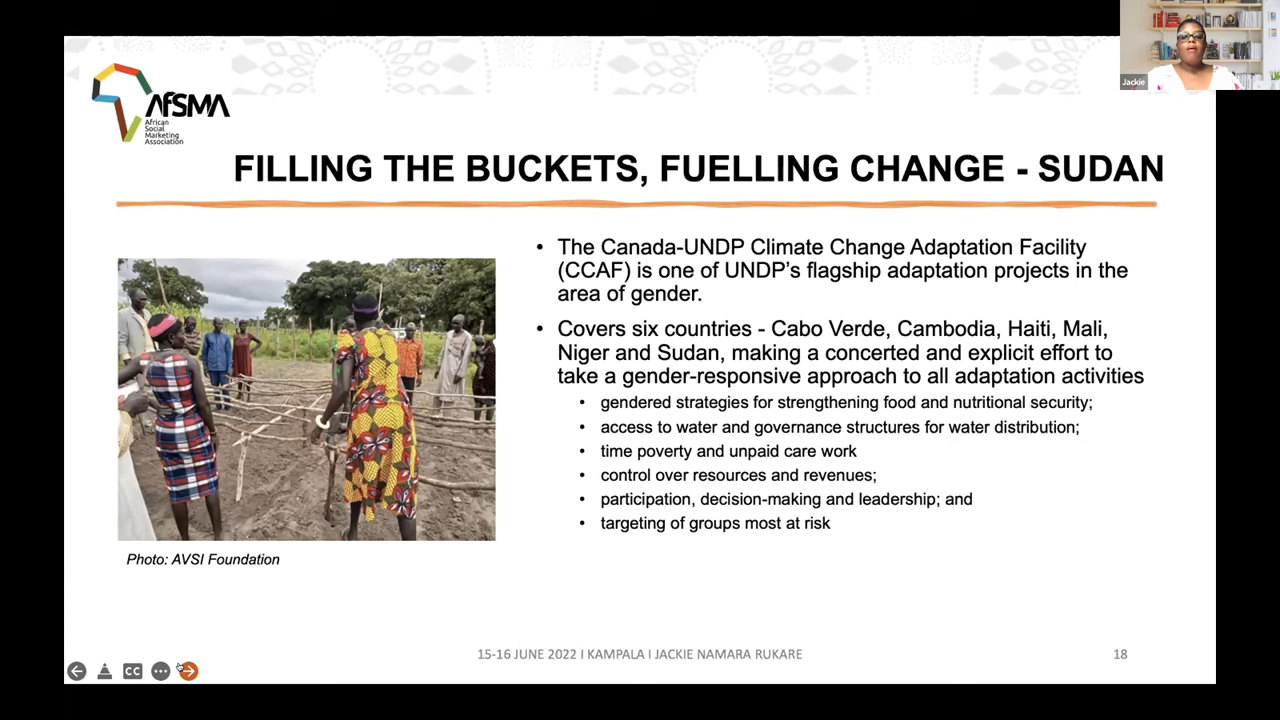 Jackie
AfSMA
African
Social
Marketing
Association
FILLING THE BUCKETS, FUELLING CHANGE - SUDAN
• The Canada-UNDP Climate Change Adaptation Facility
(CCAF) is one of UNDP’s flagship adaptation projects in the
area of gender.
• Covers six countries - Cabo Verde, Cambodia, Haiti, Mali,
Niger and Sudan, making a concerted and explicit effort to
take a gender-responsive approach to all adaptation activities
• gendered strategies for strengthening food and nutritional security;
• access to water and governance structures for water distribution;
• time poverty and unpaid care work
• control over resources and revenues;
• participation, decision-making and leadership; and
• targeting of groups most at risk
Photo: AVSI Foundation
15-16 JUNE 2022 I KAMPALA I JACKIE NAMARA RUKARE
18
CC